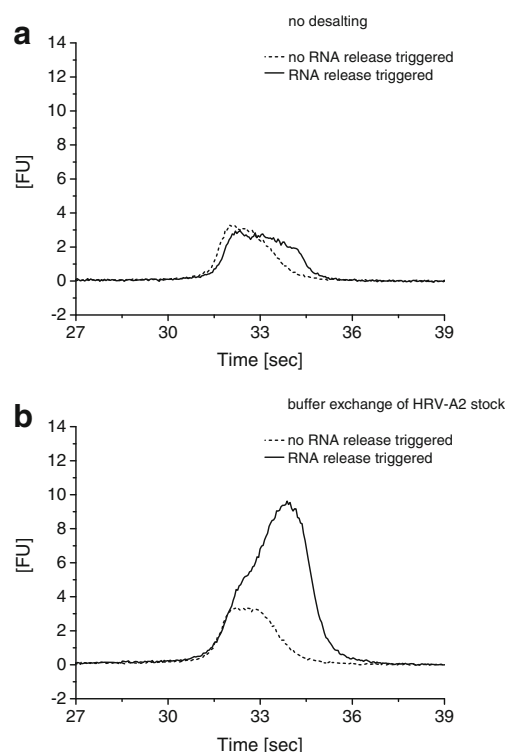 a
no desalting
no RNA release triggered
RNA release triggered
14
12
10
8
6
4
2
0
-2
[FU]
27 30 33 36 39
Time [sec]
b
buffer exchange of HRV-A2 stock
no RNA release triggered
RNA release triggered
14
12
10
8
6
4
2
0
-2
[FU]
27 30 33 36 39
Time [sec]